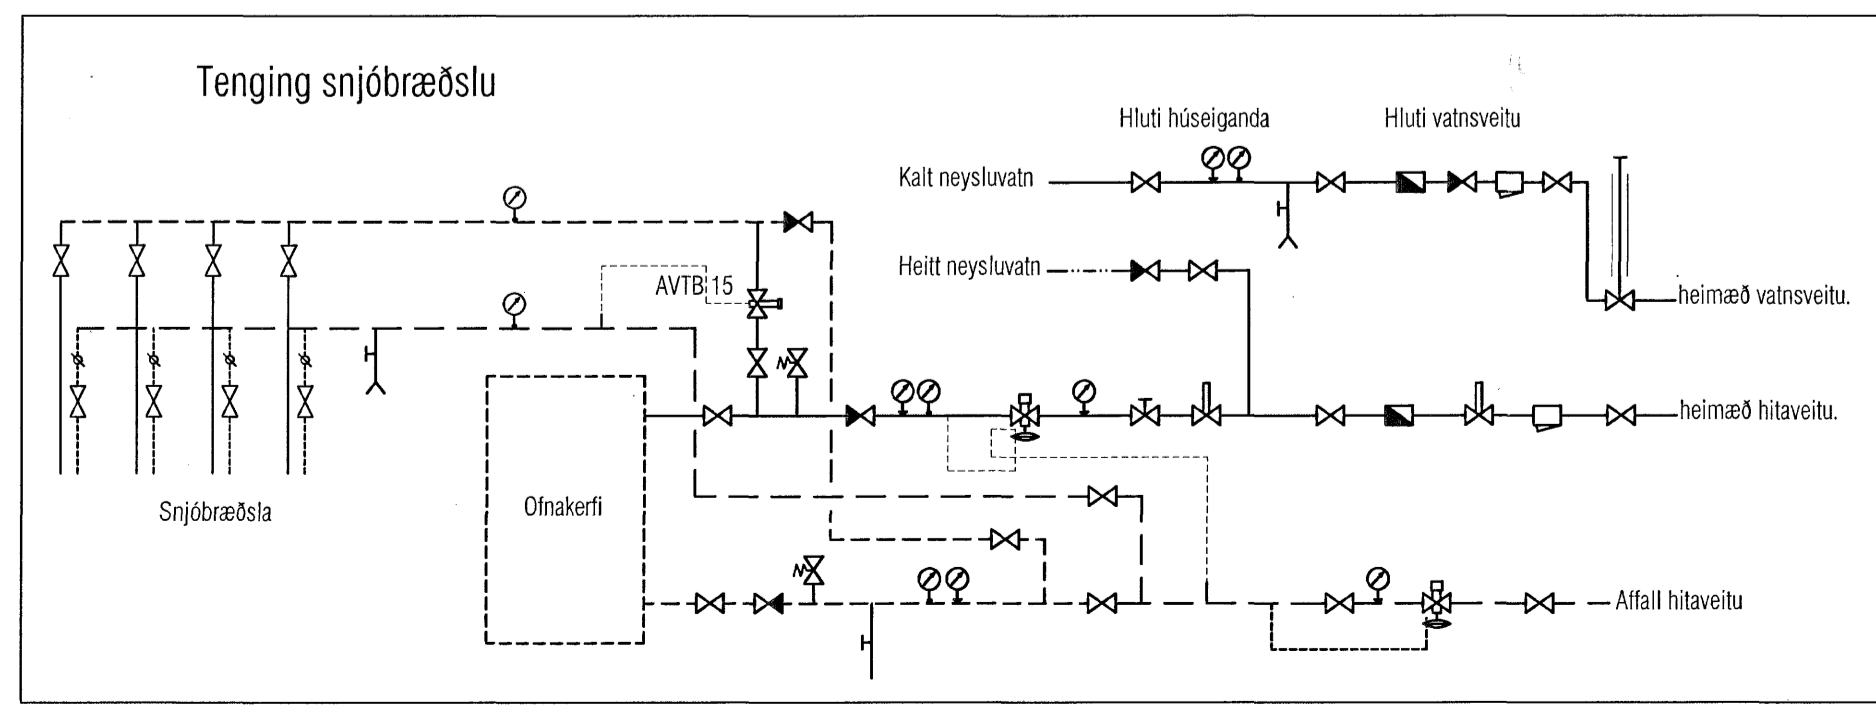 Tenging snjóbræðslu
Hluti húseiganda
Hluti vatnsveitu
Kalt neysluvatn
Heitt neysluvatn
AVTB 15
heimæð vatnsveitu.
heimæð hitaveitu.
Snjóbræðsla
Ofnakerfi
Affall hitaveitu